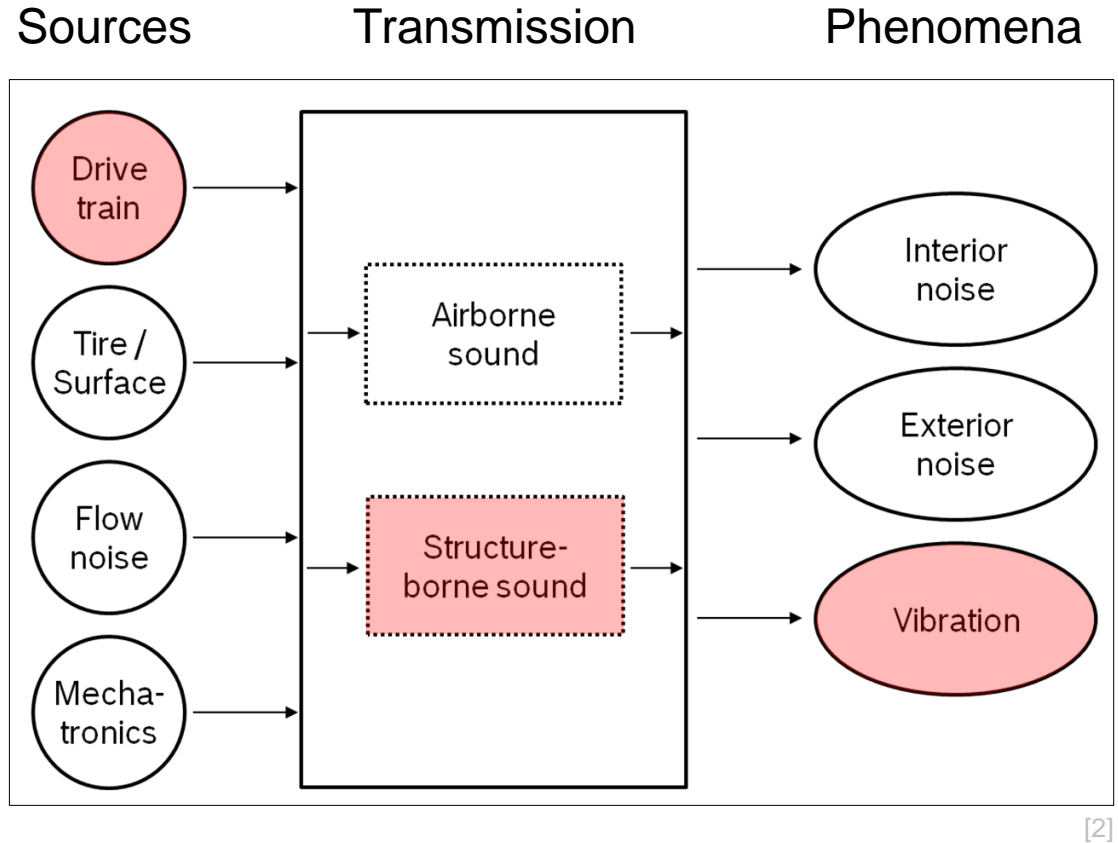 Sources Transmission Phenomena
Drive
train
Tire /
Surface
Flow
noise
Mecha-
tronics
Airborne
sound
Structure-
borne sound
Interior
noise
Exterior
noise
Vibration
[2]